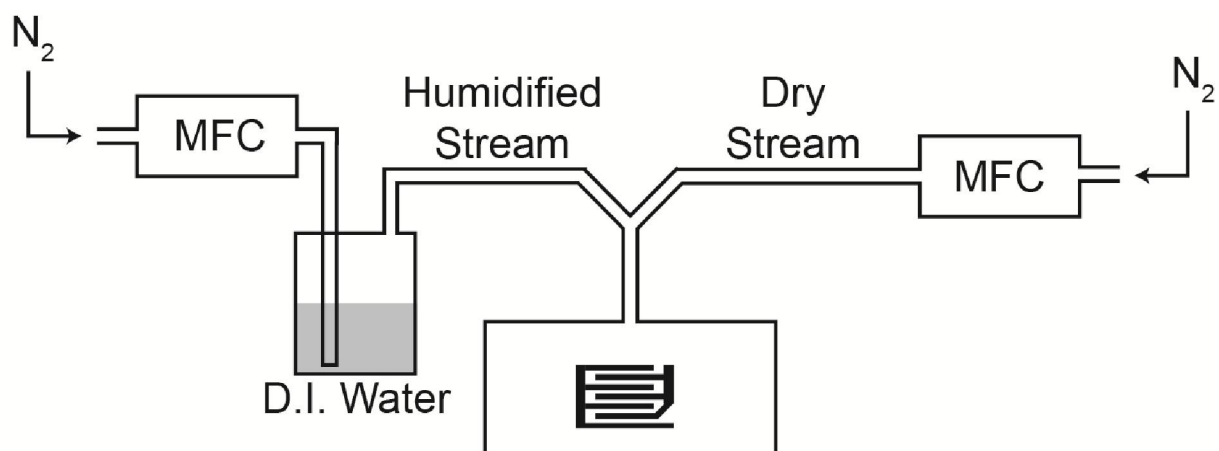 N₂
MFC
Humidified
Stream
D.I. Water
Dry
Stream
MFC
N₂